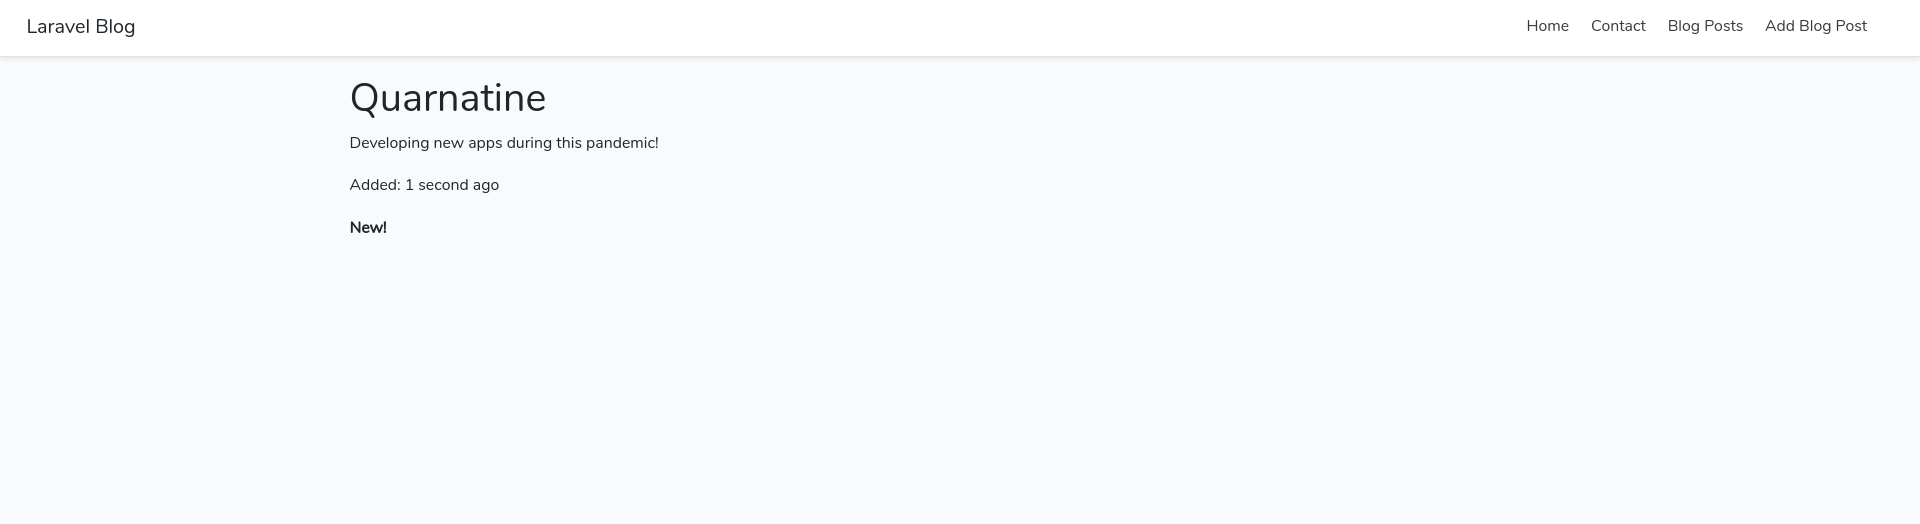 Laravel Blog
Home Contact Blog Posts Add Blog Post
Quarnatine
Developing new apps during this pandemic!
Added: 1 second ago
New!